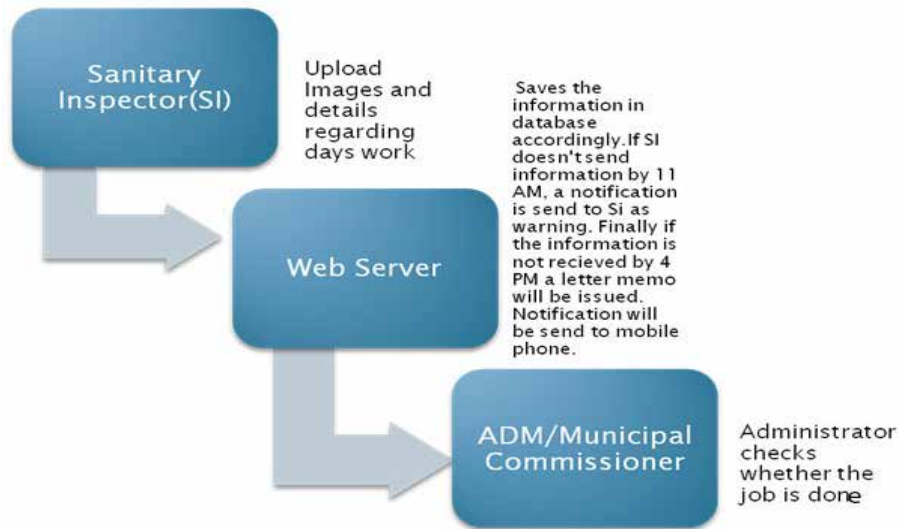 Sanitary
Inspector(SI)
Upload
Images and
details
regarding
days work
Web Server
Saves the
information in
database
accordingly.If SI
doesn't send
information by 11
AM, a notification
is send to Si as
warning. Finally if
the information is
not recieved by 4
PM a letter memo
will be issued.
Notification will
be send to mobile
phone.
ADM/Municipal
Commissioner
Administrator
checks
whether the
job is done